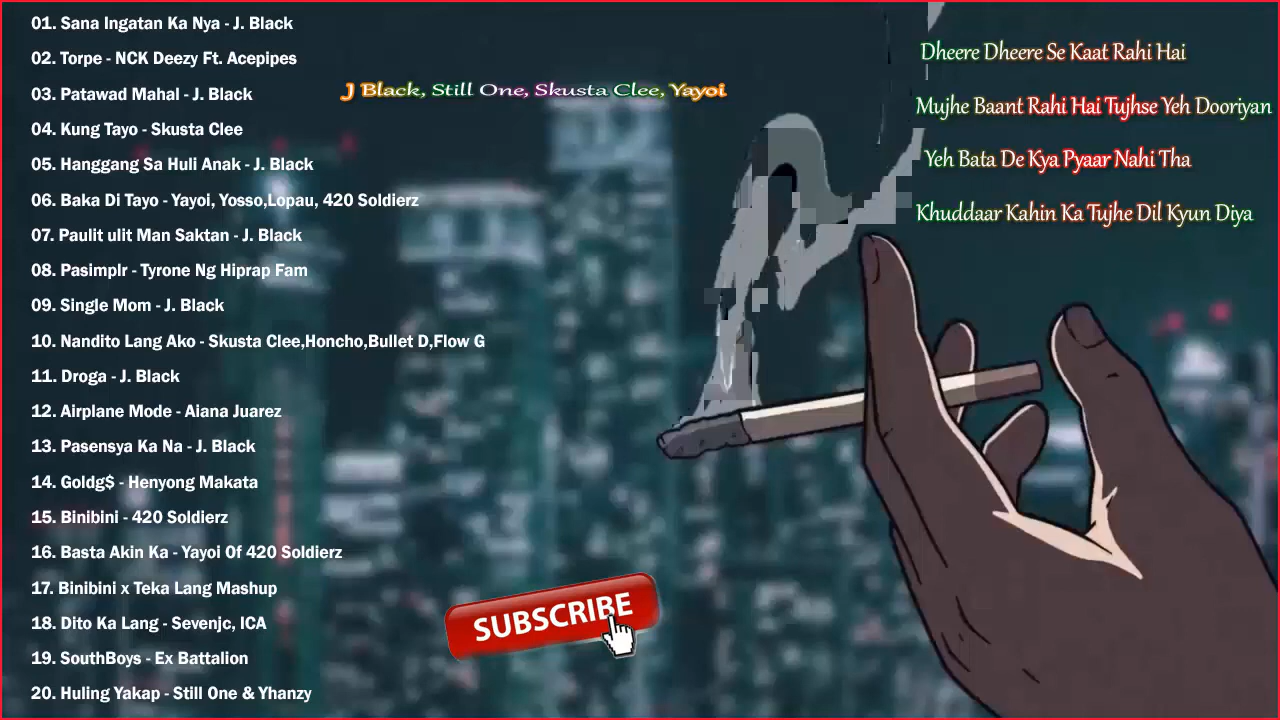 01. Sana Ingatan Ka Nya - J. Black
02. Torpe - NCK Deezy Ft. Acepipes
03. Patawad Mahal - J. Black
04. Kung Tayo - Skusta Clee
05. Hanggang Sa Huli Anak - J. Black
06. Baka Di Tayo - Yayoi, Yosso,Lopau, 420 Soldierz
07. Paulit ulit Man Saktan - J. Black
08. Pasimplr - Tyrone Ng Hiprap Fam
09. Single Mom - J. Black
10. Nandito Lang Ako - Skusta Clee,Honcho,Bullet D,Flow G
11. Droga - J. Black
12. Airplane Mode - Aiana Juarez
13. Pasensya Ka Na - J. Black
14. Goldg$ - Henyong Makata
15. Binibini - 420 Soldierz
16. Basta Akin Ka - Yayoi Of 420 Soldierz
17. Binibini x Teka Lang Mashup
18. Dito Ka Lang - Sevenjc, ICA
19. SouthBoys - Ex Battalion
20. Huling Yakap - Still One & Yhanzy
J Black, Still One, Skusta Clee, Yayoi
Dheere Dheere Se Kaat Rahi Hai
Mujhe Baant Rahi Hai Tujhse Yeh Dooriyan
Yeh Bata De Kya Pyaar Nahi Tha
Khuddaar Kahin Ka Tujhe Dil Kyun Diya
SUBSCRIBE